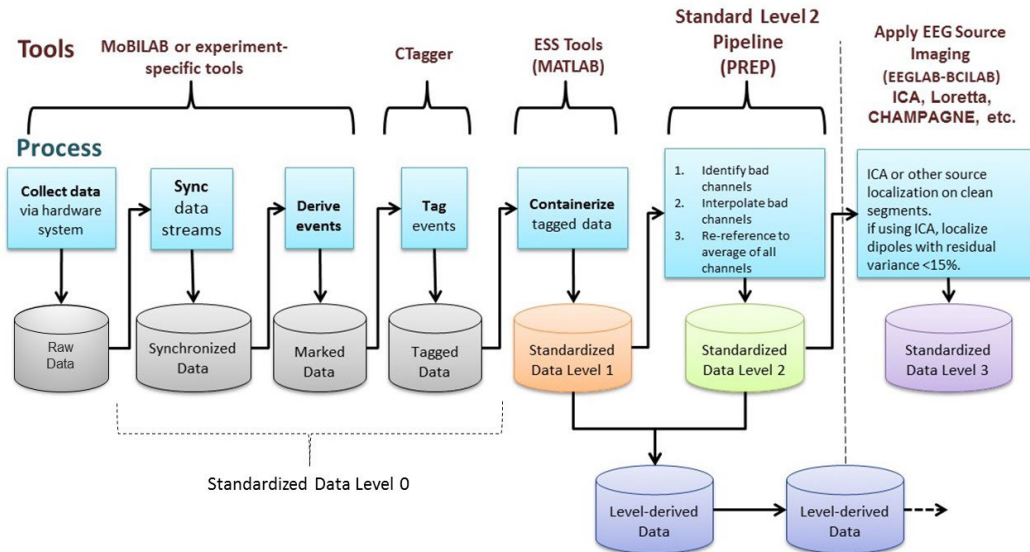 Tools
MoBILAB or experiment-
specific tools
CTagger
ESS Tools
(MATLAB)
Standard Level 2
Pipeline
(PREP)
Apply EEG Source
Imaging
(EEGLAB-BCILAB)
ICA, Loretta,
CHAMPAGNE, etc.
Process
Collect data
via hardware
system
Sync
data
streams
Derive
events
Tag
events
Containerize
tagged data
1. Identify bad
channels
2. Interpolate bad
channels
3. Re-reference to
average of all
channels
ICA or other source
localization on clean
segments.
if using ICA, localize
dipoles with residual
variance <15%.
Raw
Data
Synchronized
Data
Marked
Data
Tagged
Data
Standardized
Data Level 1
Standardized
Data Level 2
Standardized
Data Level 3
Standardized Data Level 0
Level-derived
Data
Level-derived
Data